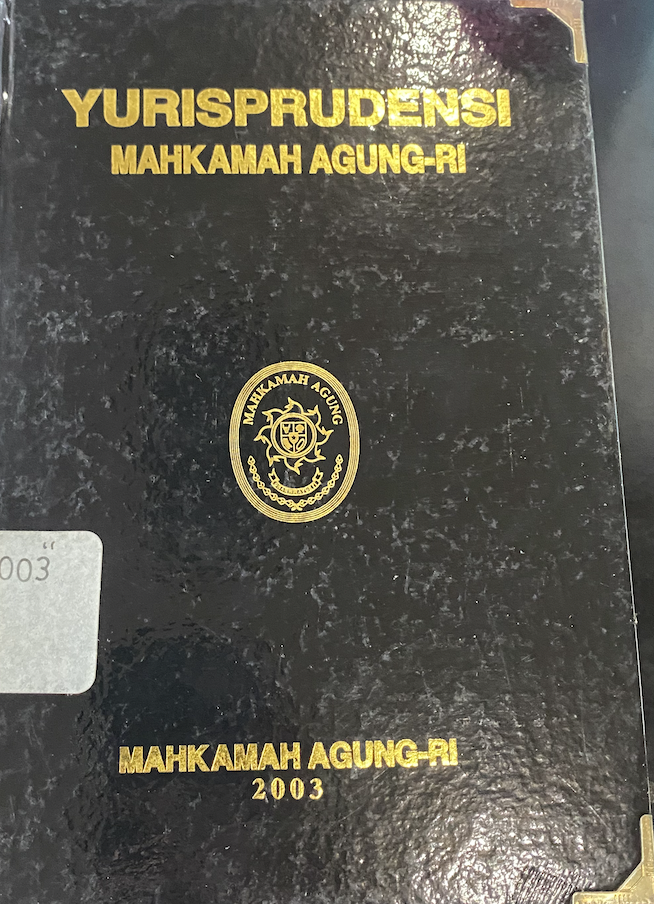 YURISPRUDENSI
MAHKAMAH AGUNG-RI
MAHKAMAH AGUNG
003"
MAHKAMAH AGUNG-RI
2003